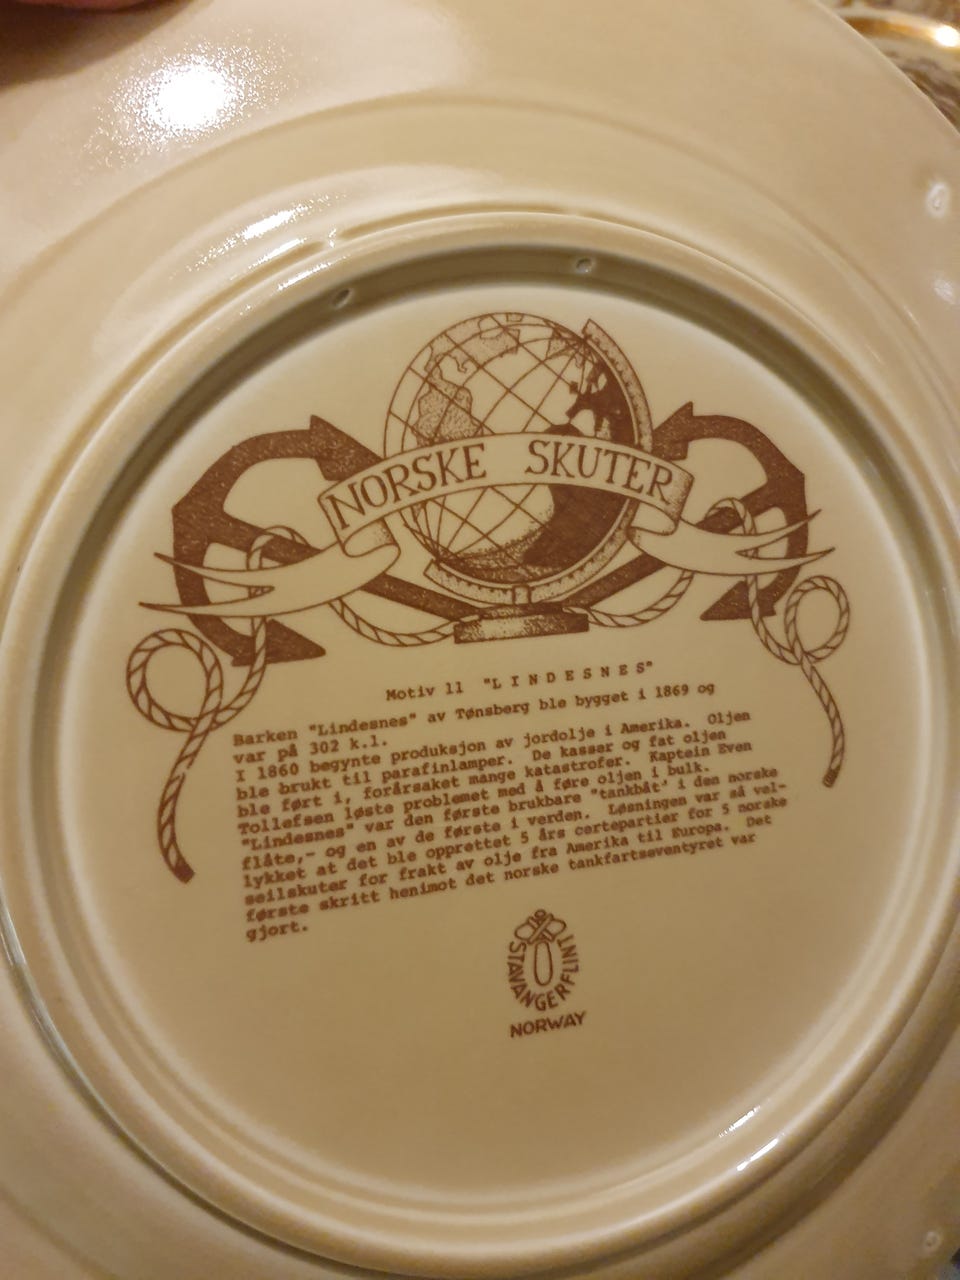 NORSKE SKUTER
Motiv 11 "LINDESNES"
Barken "Lindesnes" av Tønsberg ble bygget i 1869 og
var på 302 k.l.
I 1860 begynte produksjon av jordolje i Amerika. Oljen
ble brukt til parafinlamper. De kasser og fat oljen
ble ført i, forårsaket mange katastrofer. Kaptein Even
Tollefsen løste problemet med å føre oljen i bulk.
"Lindesnes" var den første brukbare "tankbåt" i den norske
flåte,- og en av de første i verden. Løsningen var så vel-
lykket at det ble opprettet 5 års certepartier for 5 norske
seilskuter for frakt av olje fra Amerika til Europa. Det
første skritt henimot det norske tankfartseventyret var
gjort.
STAVANGERFLINT
NORWAY